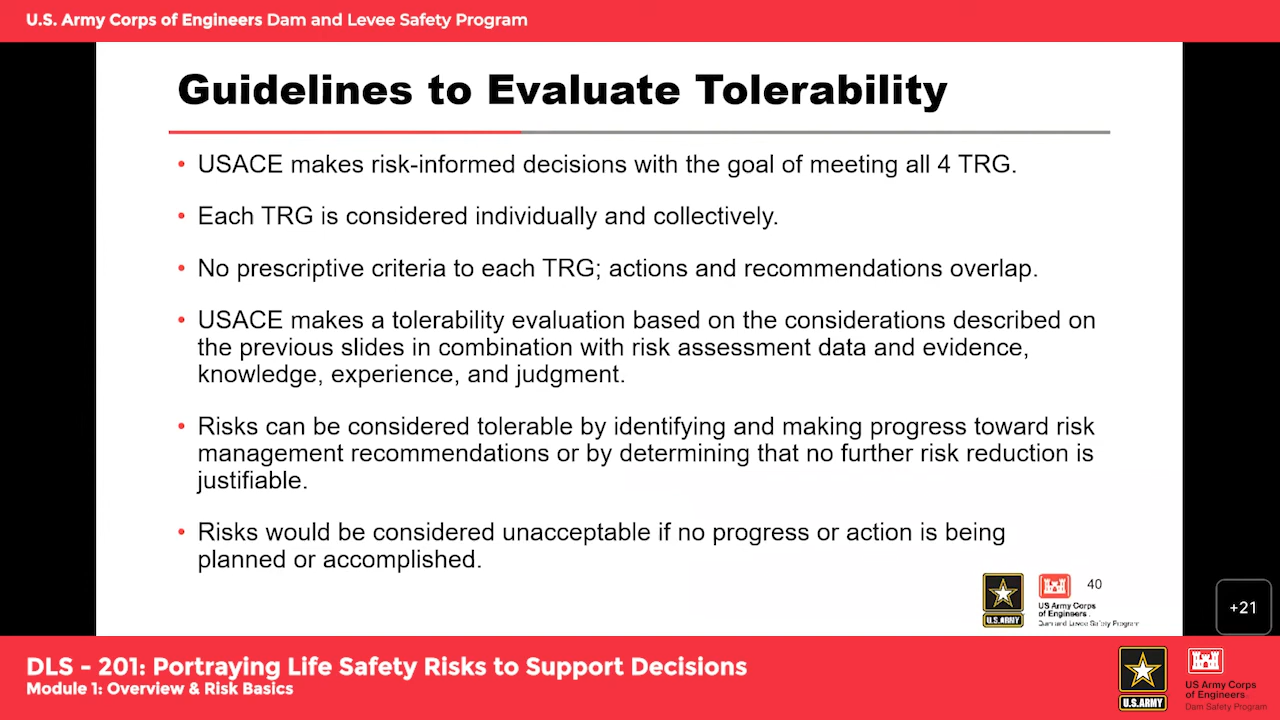 U.S. Army Corps of Engineers Dam and Levee Safety Program
Guidelines to Evaluate Tolerability
• USACE makes risk-informed decisions with the goal of meeting all 4 TRG.
• Each TRG is considered individually and collectively.
• No prescriptive criteria to each TRG; actions and recommendations overlap.
• USACE makes a tolerability evaluation based on the considerations described on
the previous slides in combination with risk assessment data and evidence,
knowledge, experience, and judgment.
• Risks can be considered tolerable by identifying and making progress toward risk
management recommendations or by determining that no further risk reduction is
justifiable.
• Risks would be considered unacceptable if no progress or action is being
planned or accomplished.
40
U.S. ARMY
US Army Corps
of Engineers
Dam and Levee Safety Program
+21
DLS - 201: Portraying Life Safety Risks to Support Decisions
Module 1: Overview & Risk Basics
U.S. ARMY
US Army Corps
of Engineers
Dam Safety Program